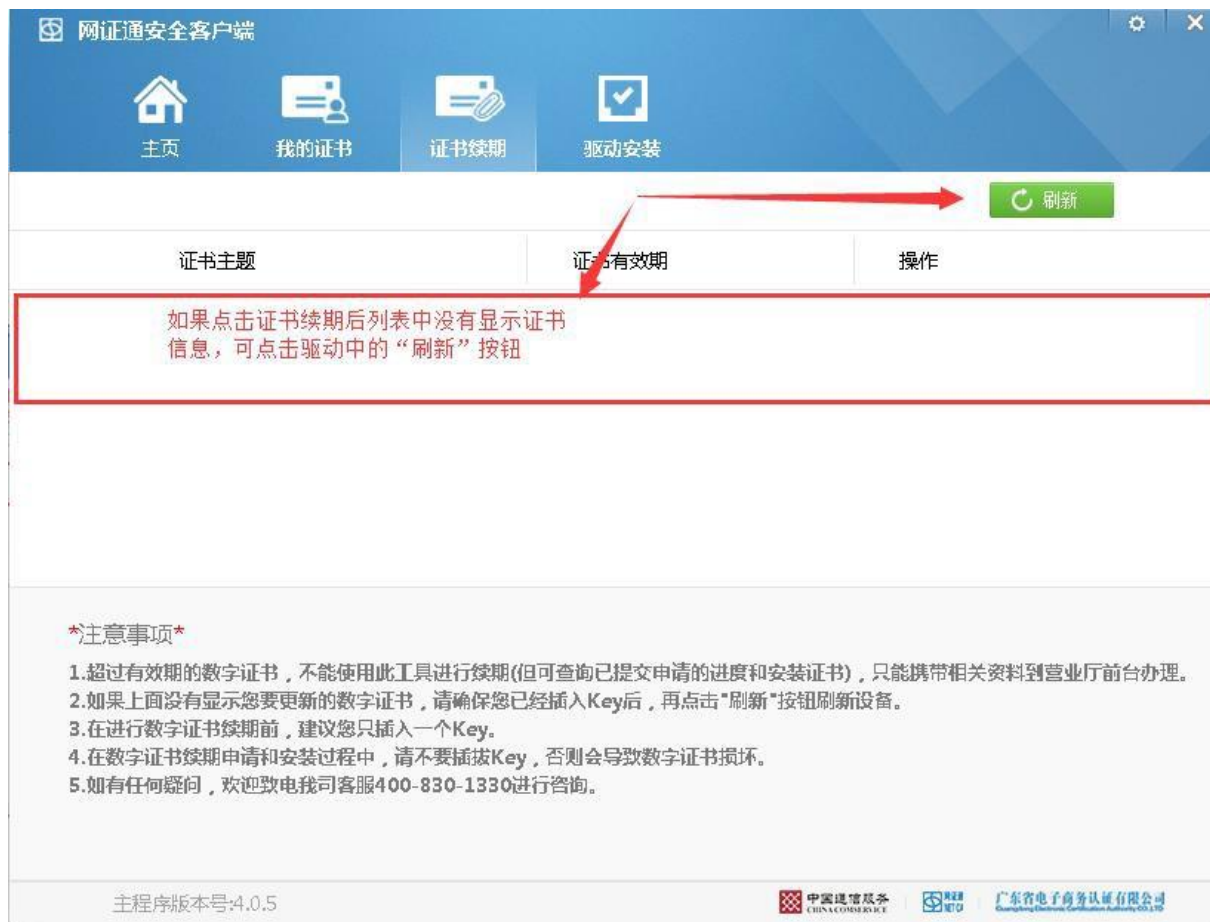 网证通安全客户端
主页
我的证书
证书续期
驱动安装
刷新
证书主题
证书有效期
操作
如果点击证书续期后列表中没有显示证书
信息，可点击驱动中的“刷新”按钮
*注意事项*
1.超过有效期的数字证书，不能使用此工具进行续期(但可查询已提交申请的进度和安装证书)，只能携带相关资料到营业厅前台办理。
2.如果上面没有显示您要更新的数字证书，请确保您已经插入Key后，再点击"刷新"按钮刷新设备。
3.在进行数字证书续期前，建议您只插入一个Key。
4.在数字证书续期申请和安装过程中，请不要插拔Key，否则会导致数字证书损坏。
5.如有任何疑问，欢迎致电我司客服400-830-1330进行咨询。
主程序版本号:4.0.5
中国通信服务
CHINA COMSERVICE
广东省电子商务认证有限公司